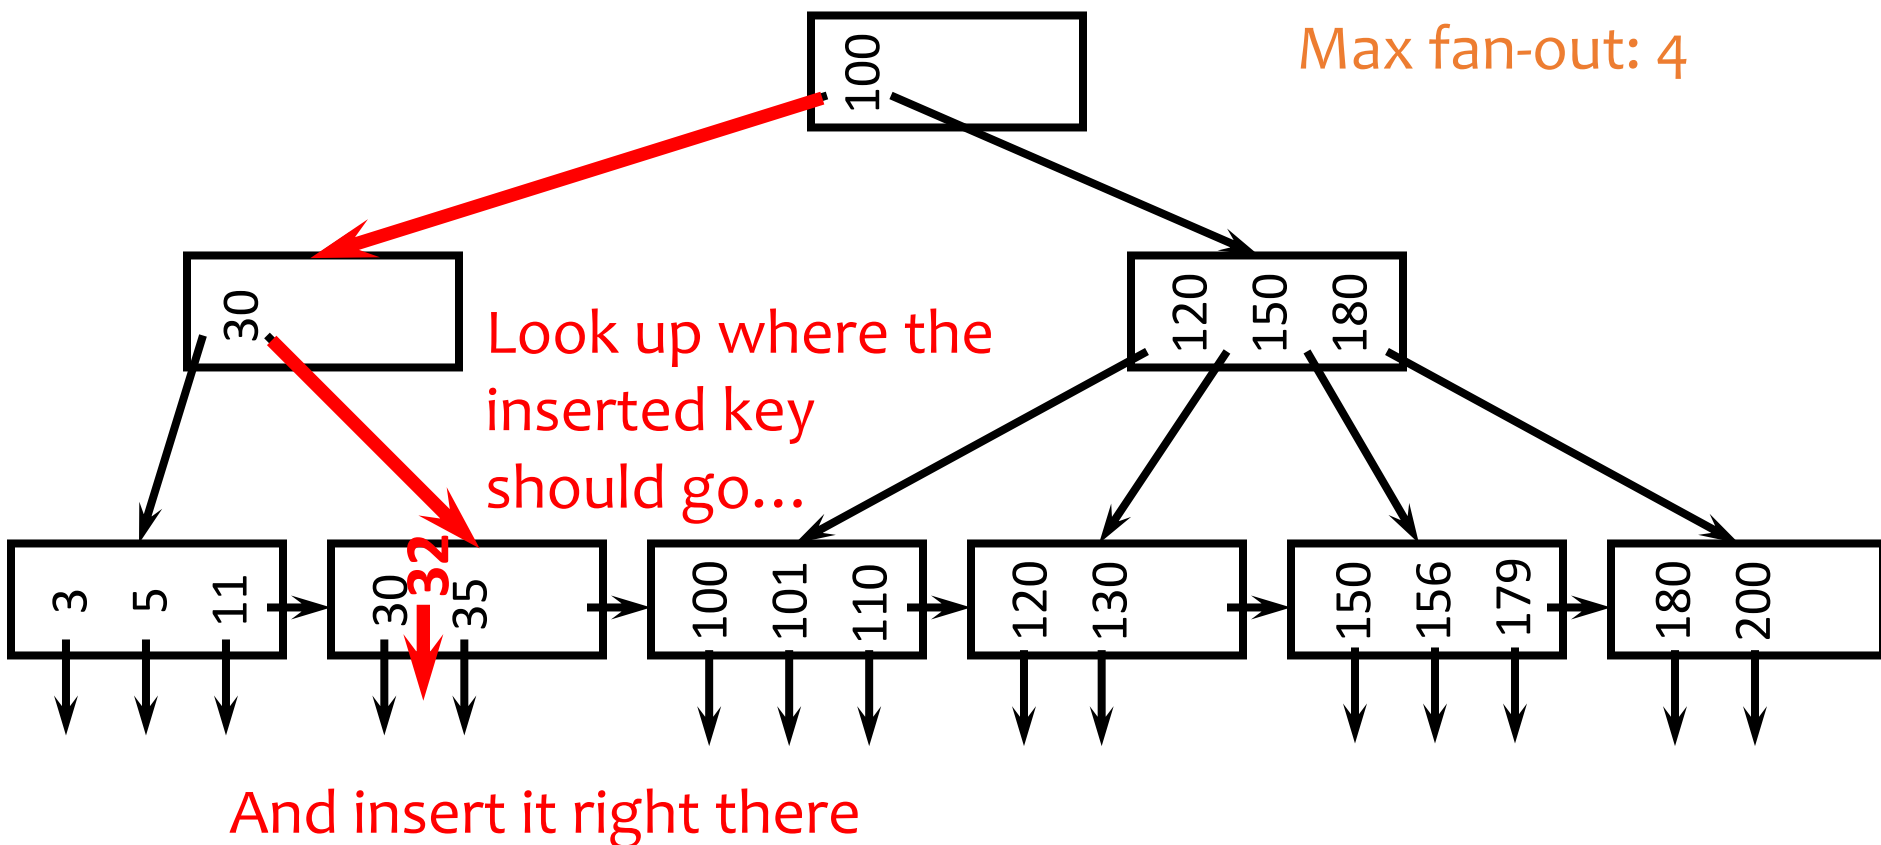 100
Max fan-out: 4
30
120 150 180
Look up where the
inserted key
should go...
3 5 11
30 32 35
100 101 110
120 130
150 156 179
180 200
And insert it right there